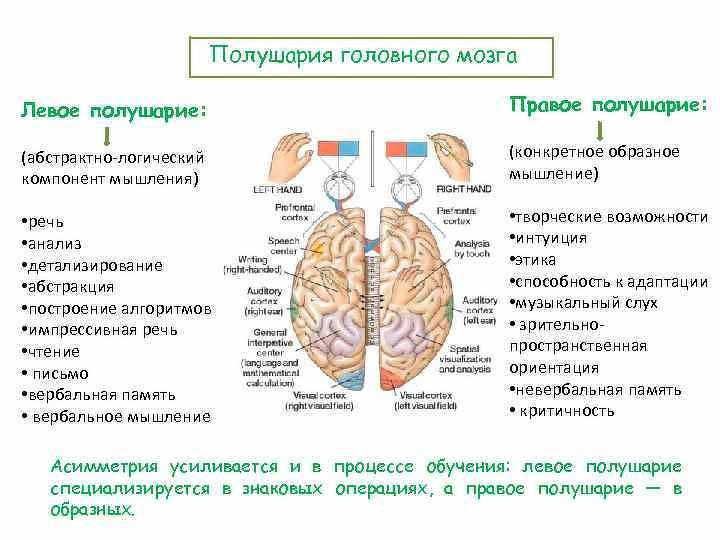 Полушария головного мозга
Левое полушарие:
(абстрактно-логический
компонент мышления)
•речь
•анализ
•детализирование
•абстракция
•построение алгоритмов
•импрессивная речь
•чтение
• письмо
•вербальная память
• вербальное мышление
LEFT HAND
RIGHT HAND
Prefrontal
cortex
Speech
center
Writing
(right-handed)
Auditory
cortex
(right ear)
General
interpretive
center
(language and
mathematical
calculation)
Visual cortex
(right visual field)
Prefrontal
cortex
Analysis
by touch
Auditory
cortex
(left ear)
Spatial
visualization
and analysis
Visual cortex
(left visual field)
Правое полушарие:
(конкретное образное
мышление)
•творческие возможности
•интуиция
•этика
•способность к адаптации
•музыкальный слух
• зрительно-
пространственная
ориентация
•невербальная память
• критичность
Асимметрия усиливается и в процессе обучения: левое полушарие
специализируется в знаковых операциях, а правое полушарие — в
образных.